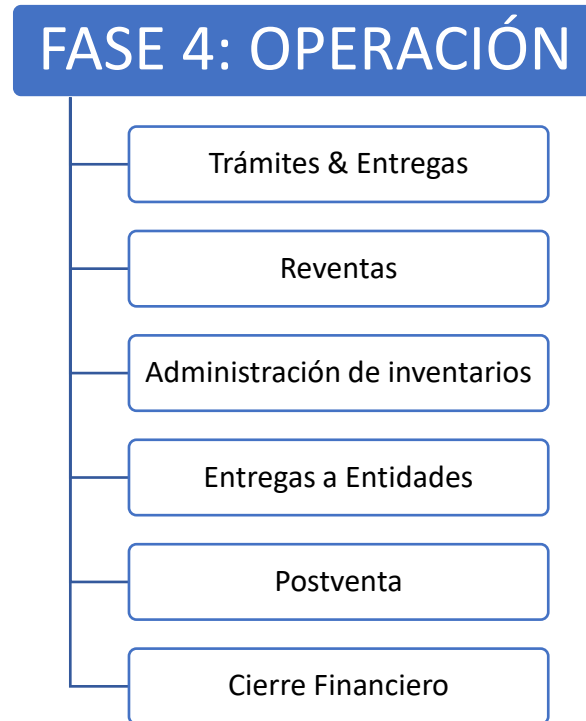 FASE 4: OPERACIÓN
Trámites & Entregas
Reventas
Administración de inventarios
Entregas a Entidades
Postventa
Cierre Financiero